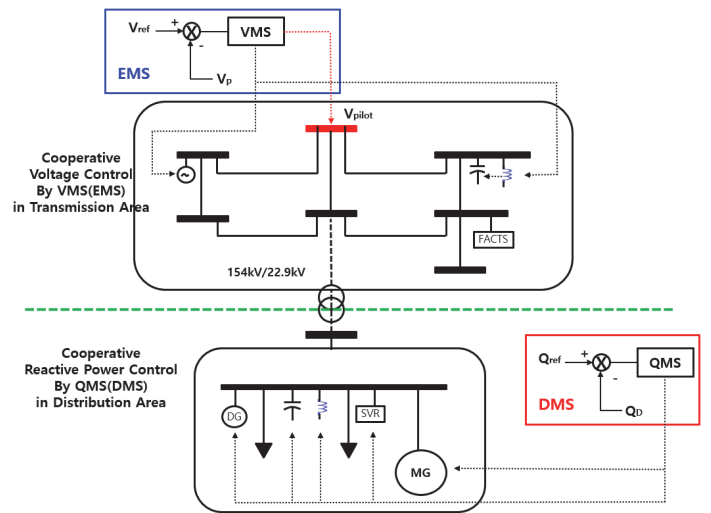 Vref
+
-
VMS
EMS
Vp
Vpilot
Cooperative
Voltage Control
By VMS(EMS)
in Transmission Area
~
FACTS
154kV/22.9kV
Cooperative
Reactive Power Control
By QMS(DMS)
in Distribution Area
Qref
+
-
QMS
DMS
QD
DG
SVR
MG